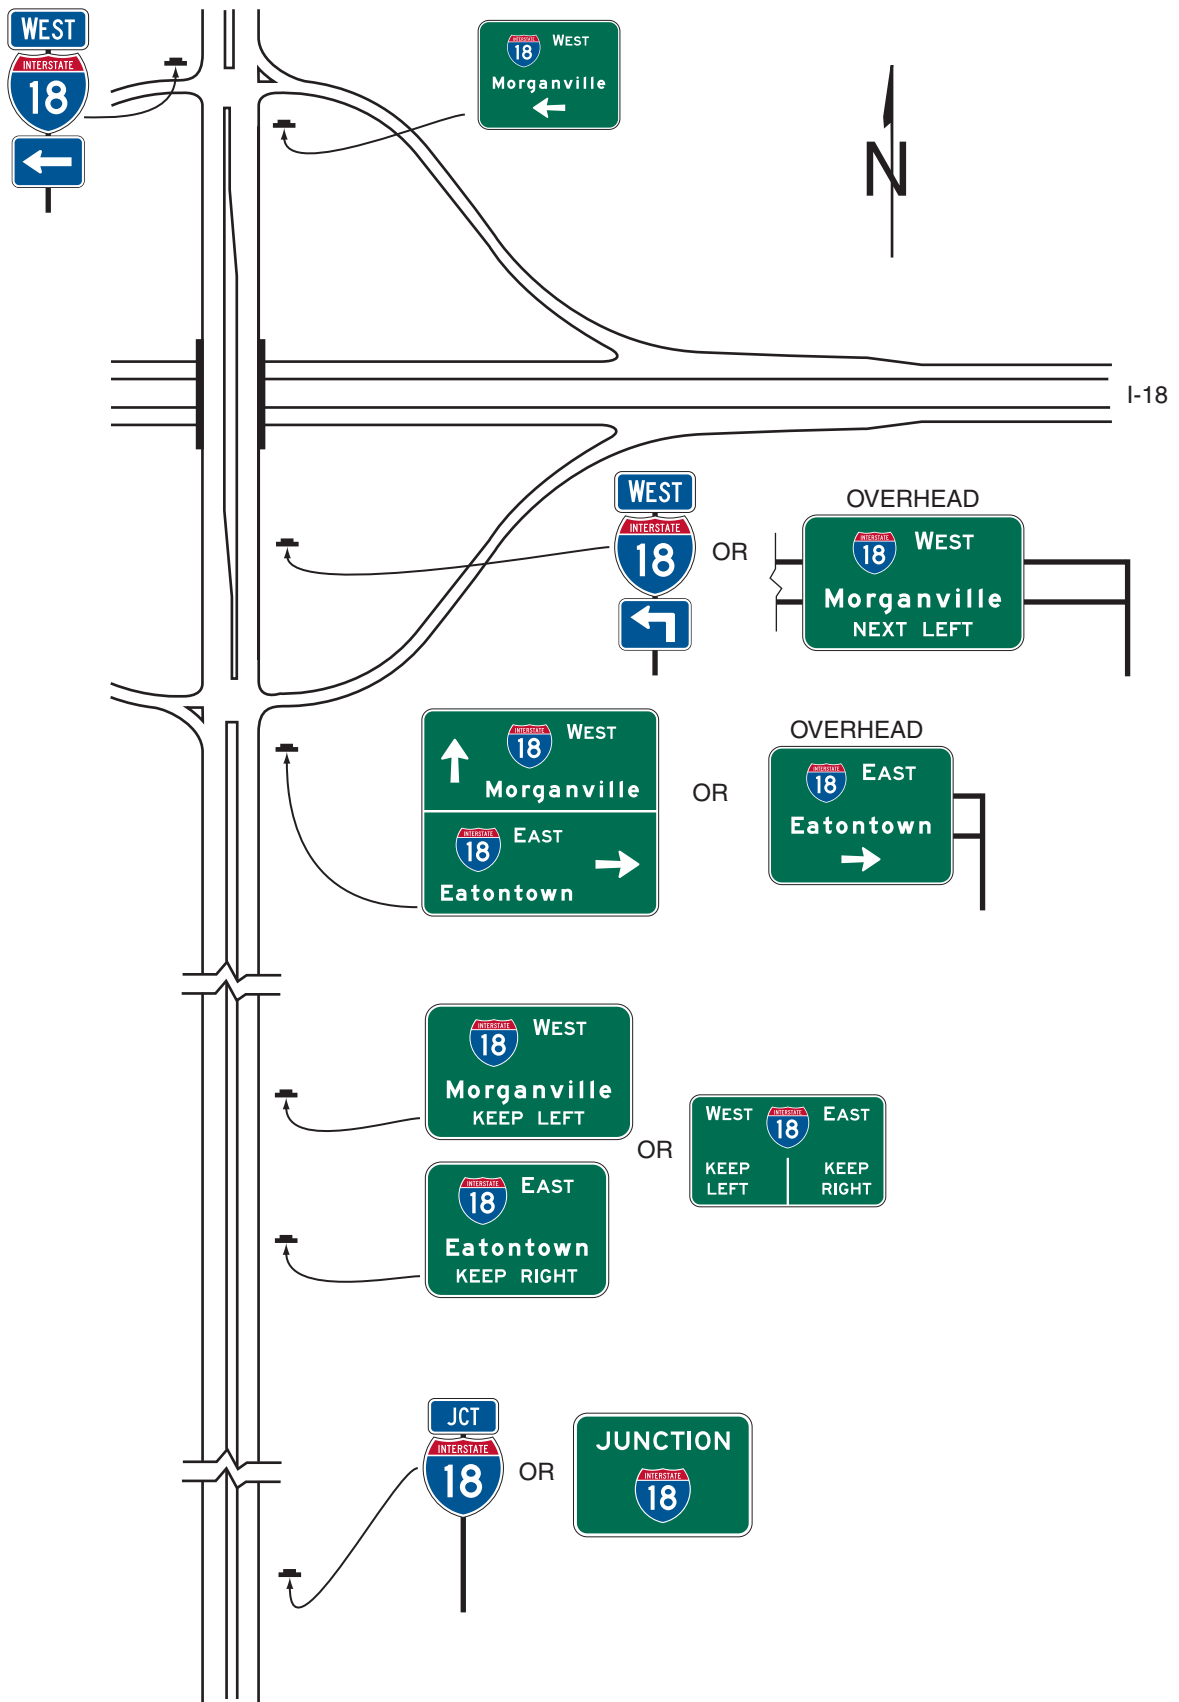 WEST
INTERSTATE
18
INTERSTATE
18 WEST
Morganville
N
I-18
WEST
INTERSTATE
18
OR
OVERHEAD
INTERSTATE
18 WEST
Morganville
NEXT LEFT
INTERSTATE
18 WEST
Morganville
INTERSTATE
18 EAST
Eatontown
OR
OVERHEAD
INTERSTATE
18 EAST
Eatontown
INTERSTATE
18 WEST
Morganville
KEEP LEFT
INTERSTATE
18 EAST
Eatontown
KEEP RIGHT
OR
WEST INTERSTATE 18 EAST
KEEP LEFT
KEEP RIGHT
JCT
INTERSTATE
18
OR
JUNCTION
INTERSTATE
18